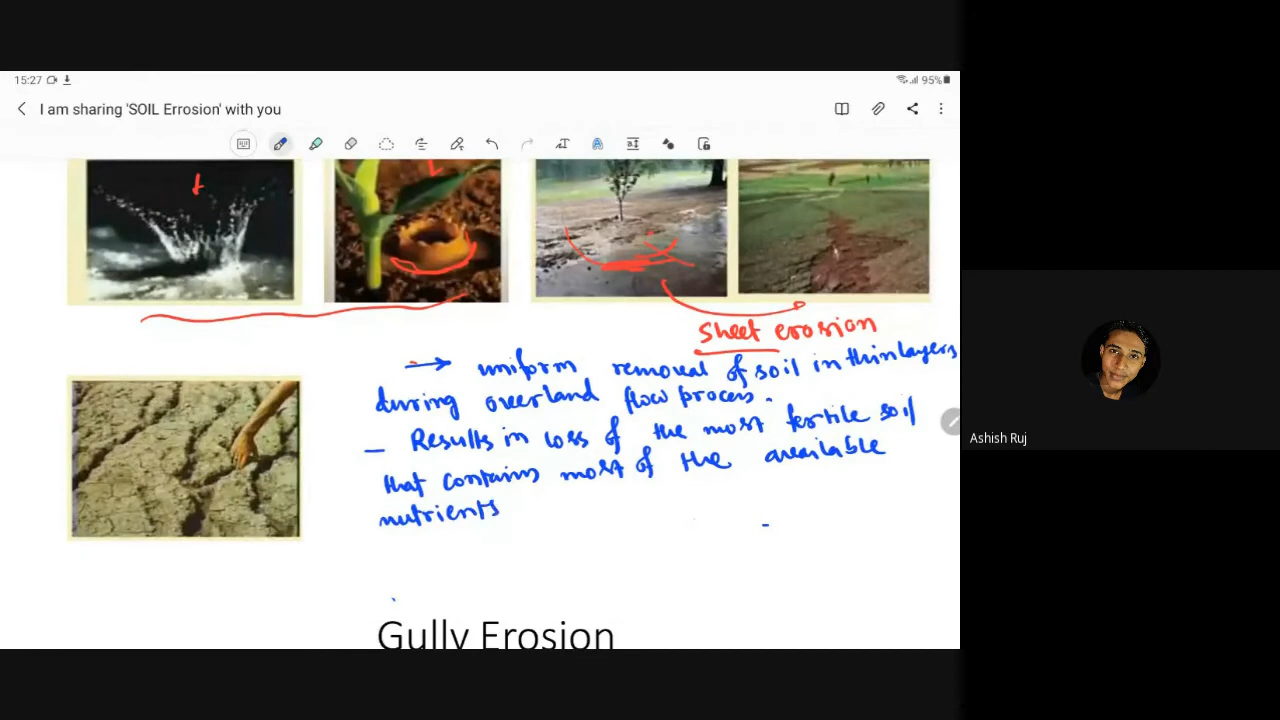 15:27
95%
I am sharing 'SOIL Errosion' with you
Sheet erosion
→ uniform removal of soil in thin layers
during overland flow process.
- Results in loss of the most fertile soil
that contains most of the available
nutrients
Gully Erosion
Ashish Ruj